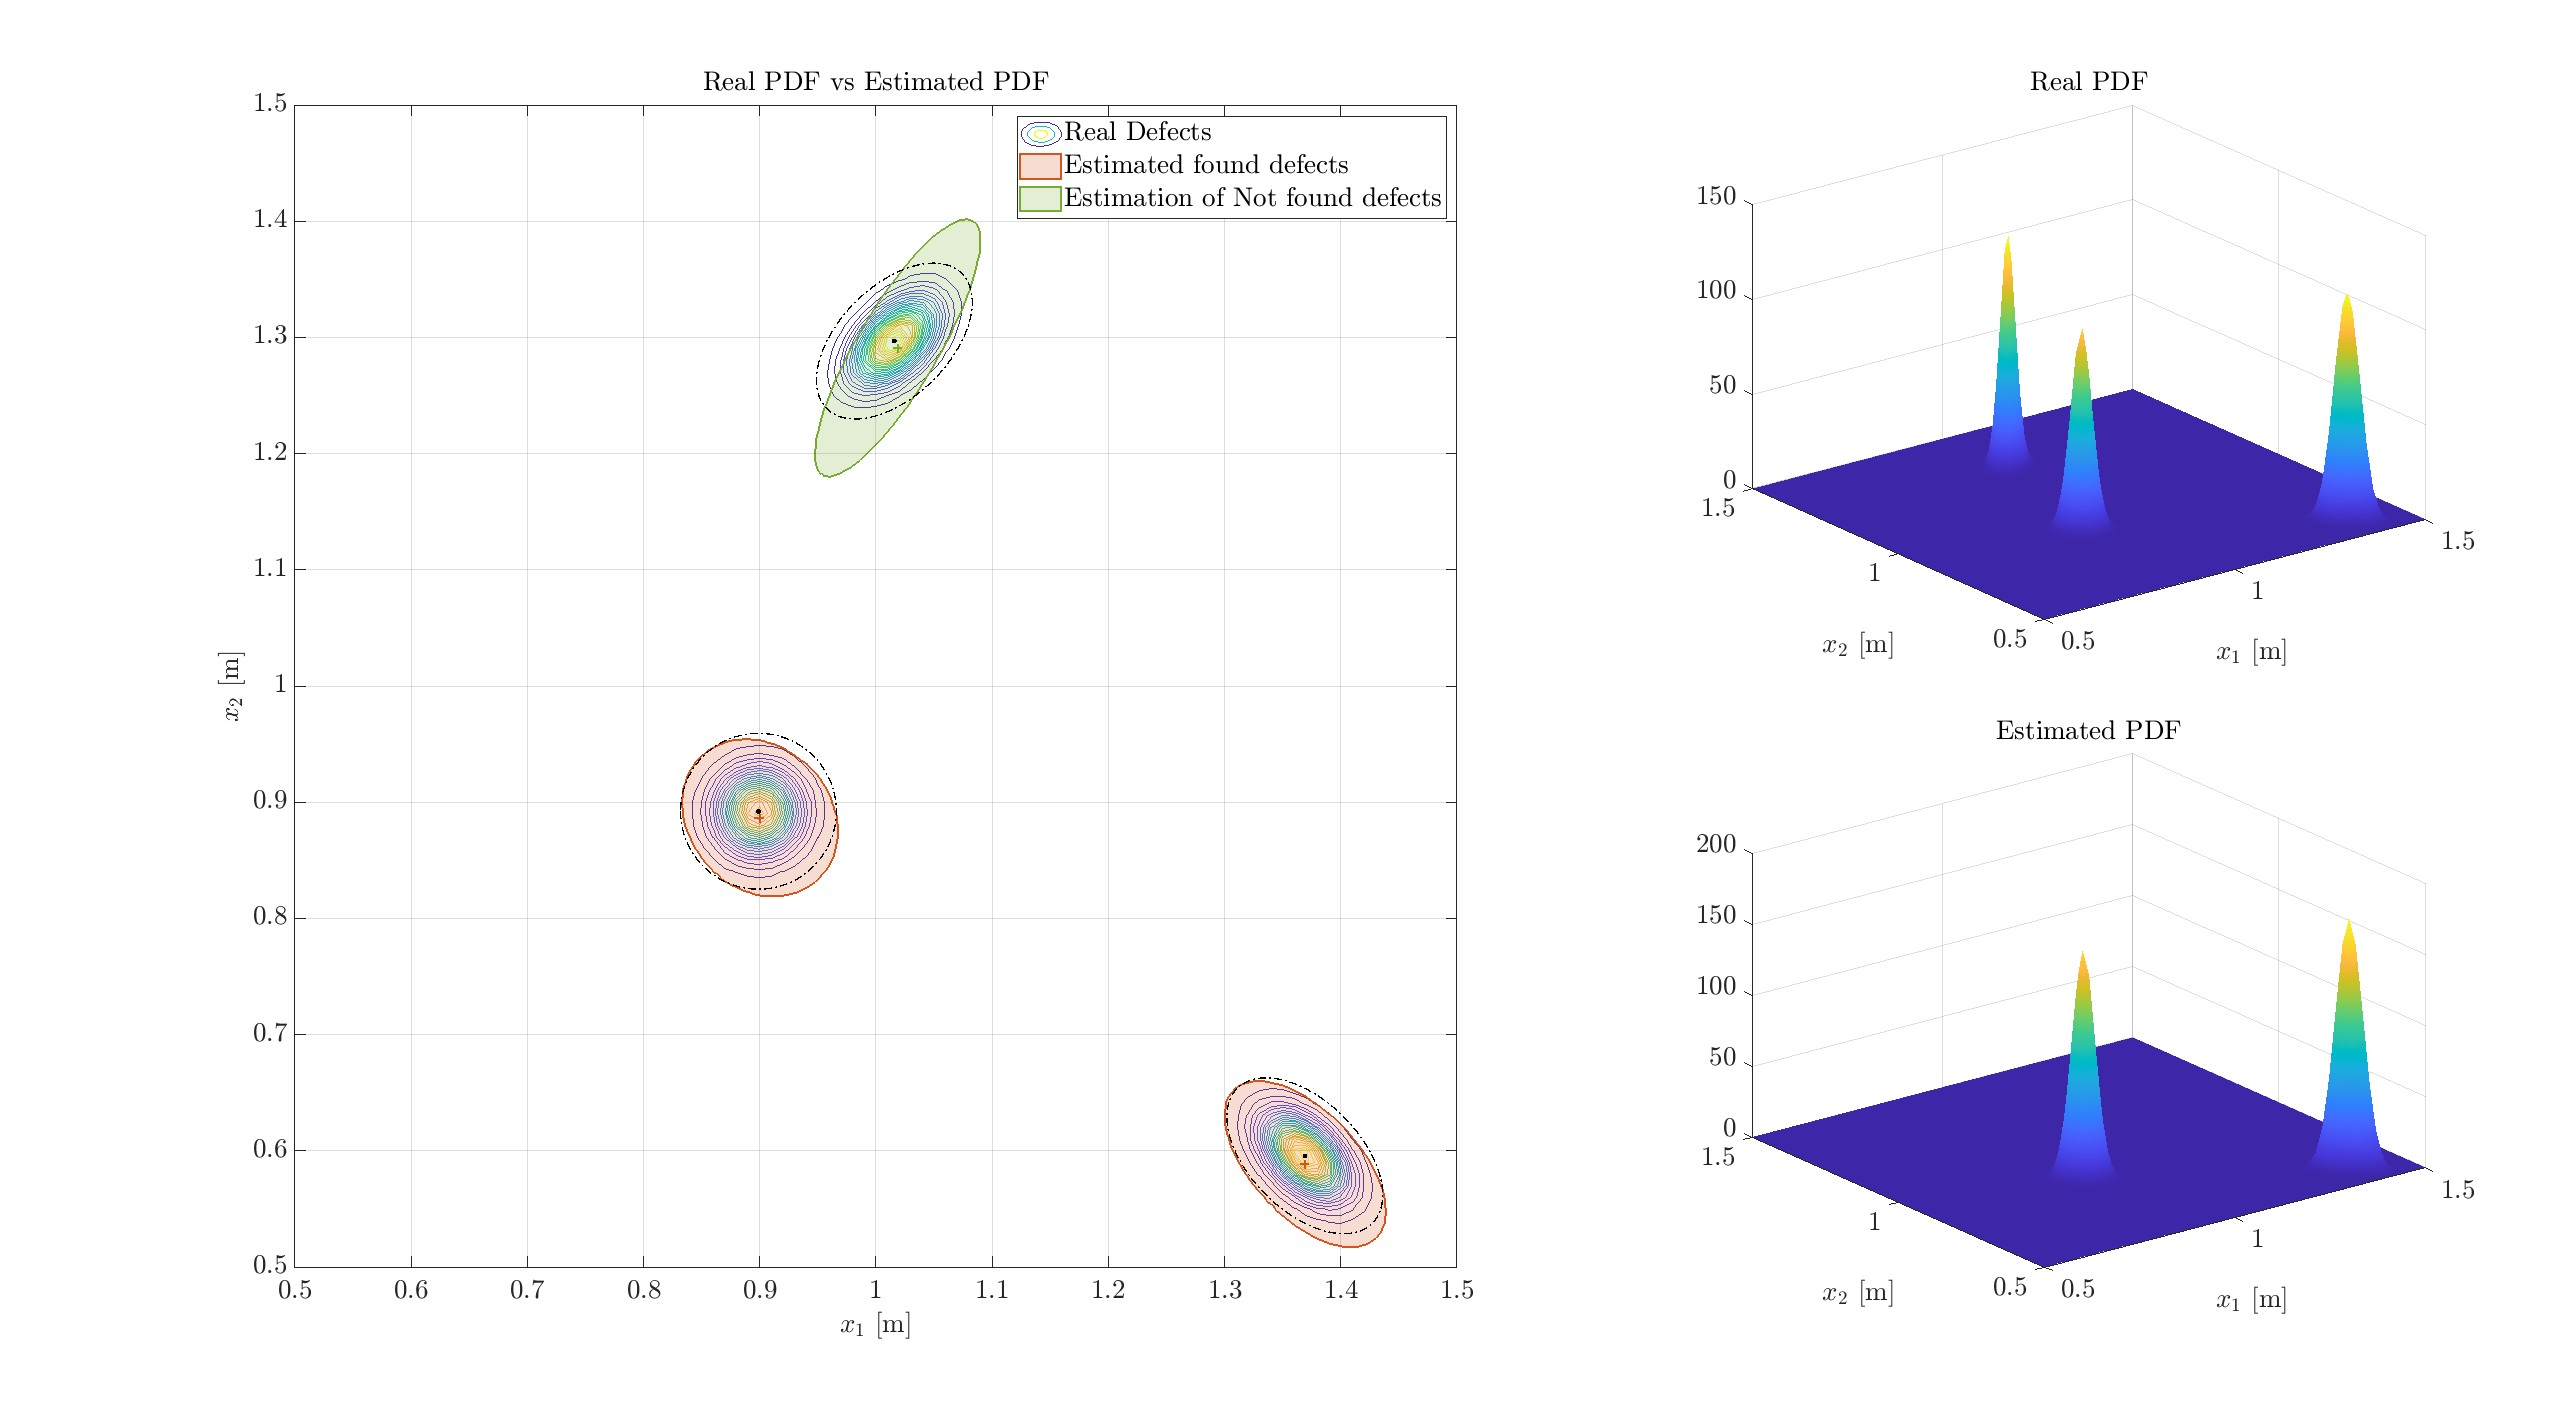 Real PDF vs Estimated PDF
1.5
1.4
1.3
1.2
1.1
1
0.9
0.8
0.7
0.6
0.5
x2 [m]
0.5 0.6 0.7 0.8 0.9 1 1.1 1.2 1.3 1.4 1.5
x1 [m]
Real Defects
Estimated found defects
Estimation of Not found defects
Real PDF
150
100
50
0
1.5
1
0.5
x2 [m]
0.5
1
1.5
x1 [m]
Estimated PDF
200
150
100
50
0
1.5
1
0.5
x2 [m]
0.5
1
1.5
x1 [m]